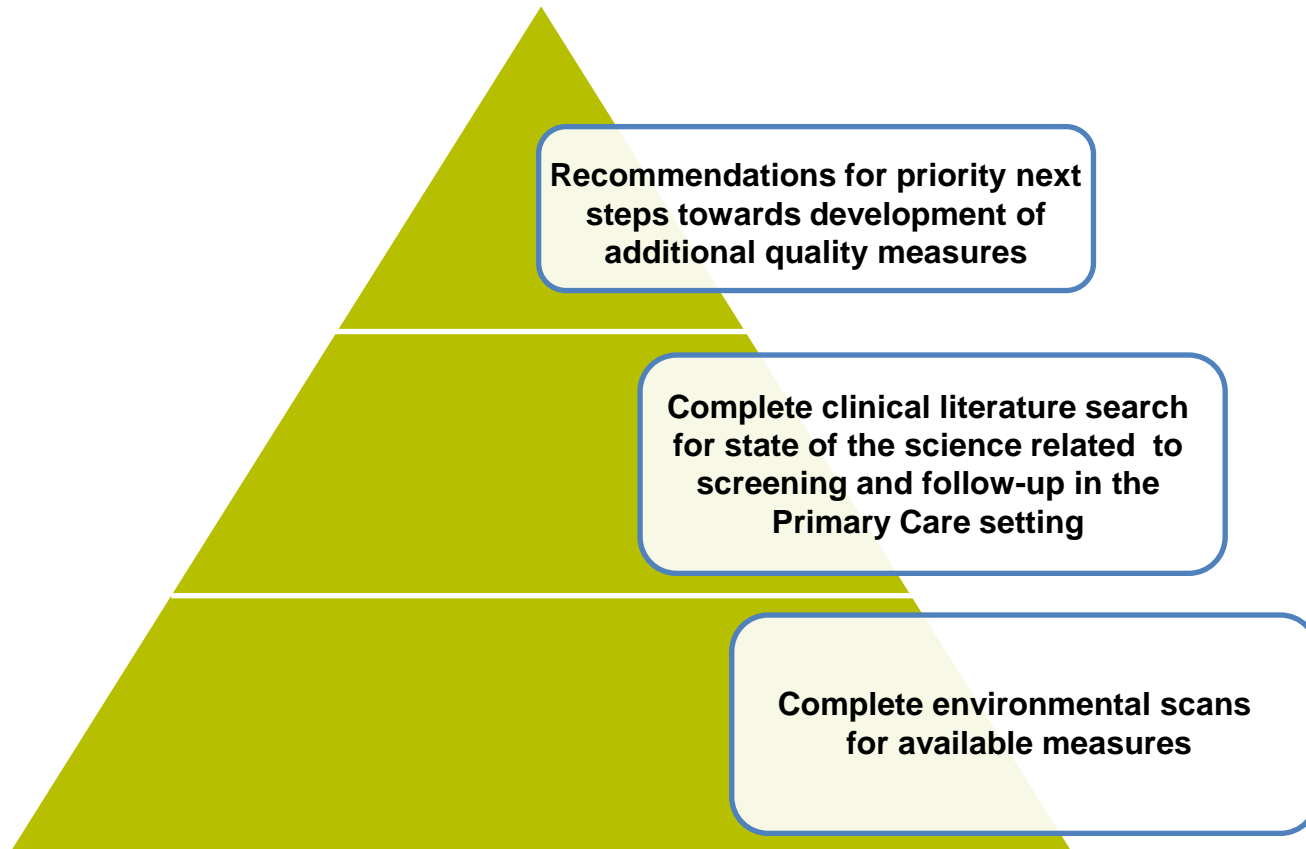 Recommendations for priority next
steps towards development of
additional quality measures
Complete clinical literature search
for state of the science related  to
screening and follow-up in the
Primary Care setting
Complete environmental scans
for available measures